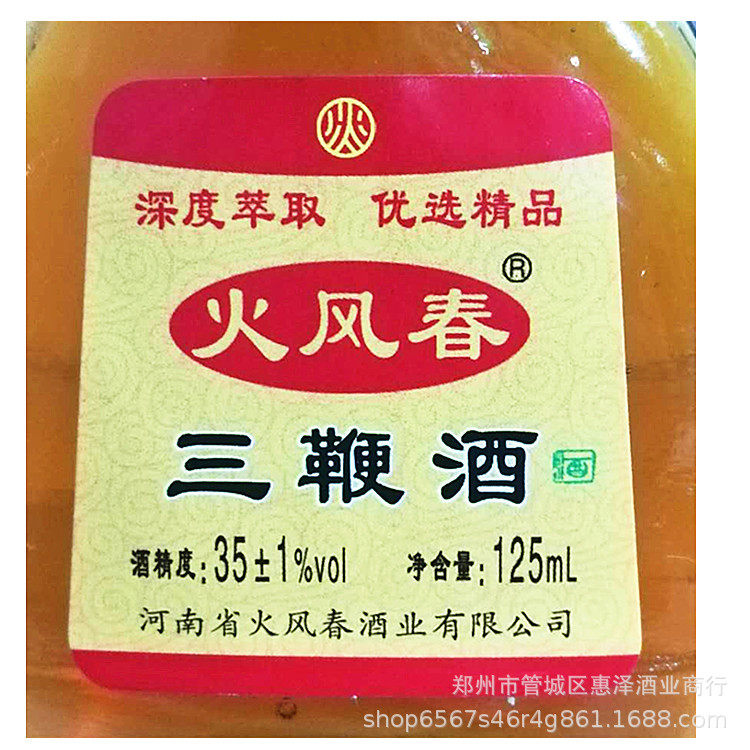 深度萃取 优选精品
火风春®
三鞭酒 酒
酒精度:35±1%vol 净含量:125mL
河南省火风春酒业有限公司
郑州市管城区惠泽酒业商行
shop6567s46r4g861.1688.com